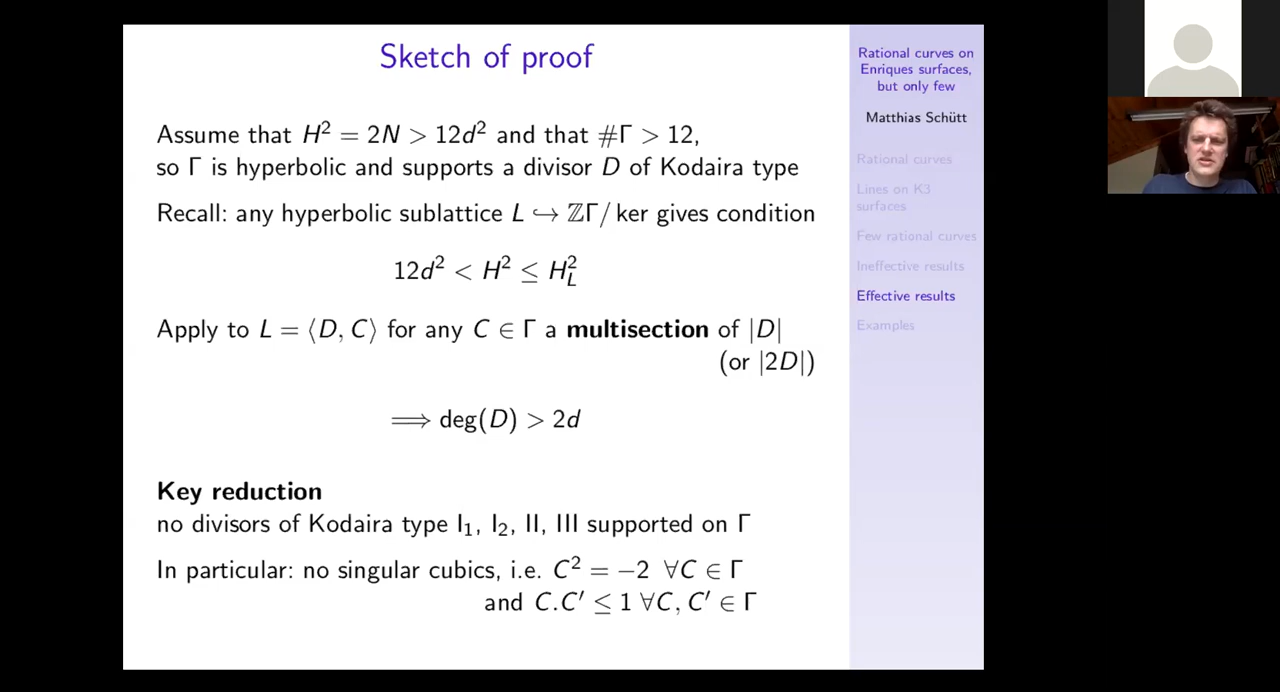 Sketch of proof
Assume that H² = 2N > 12d² and that #Γ > 12,
so Γ is hyperbolic and supports a divisor D of Kodaira type
Recall: any hyperbolic sublattice L ↪ ℤΓ/ ker gives condition
12d² < H² ≤ H_L²
Apply to L = ⟨D, C⟩ for any C ∈ Γ a multisection of |D|
(or |2D|)
⟹ deg(D) > 2d
Key reduction
no divisors of Kodaira type I₁, I₂, II, III supported on Γ
In particular: no singular cubics, i.e. C² = −2 ∀C ∈ Γ
and C.C′ ≤ 1 ∀C, C′ ∈ Γ
Rational curves on
Enriques surfaces,
but only few
Matthias Schütt
Rational curves
Lines on K3
surfaces
Few rational curves
Ineffective results
Effective results
Examples